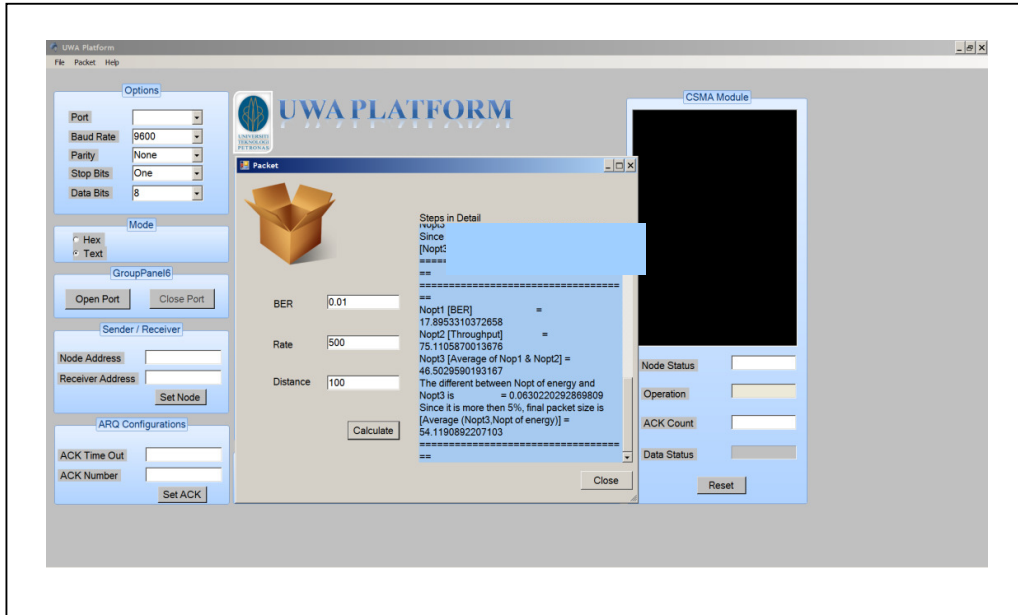 UWA Platform
File Packet Help
Options
Port
Baud Rate 9600
Parity None
Stop Bits One
Data Bits 8
Mode
Hex
Text
GroupPanel6
Open Port Close Port
Sender / Receiver
Node Address
Receiver Address
Set Node
ARQ Configurations
ACK Time Out
ACK Number
Set ACK
UNIVERSITI
TEKNOLOGI
PETRONAS
UWA PLATFORM
Packet
BER 0.01
Rate 500
Distance 100
Calculate
Steps in Detail
Nopt3
Since
[Nopt3
=====
==
==================================
==
Nopt1 [BER] =
17.8953310372658
Nopt2 [Throughput] =
75.1105870013676
Nopt3 [Average of Nop1 & Nopt2] =
46.5029590193167
The different between Nopt of energy and
Nopt3 is = 0.0630220292869809
Since it is more then 5%, final packet size is
[Average (Nopt3,Nopt of energy)] =
54.1190892207103
==================================
==
Close
CSMA Module
Node Status
Operation
ACK Count
Data Status
Reset